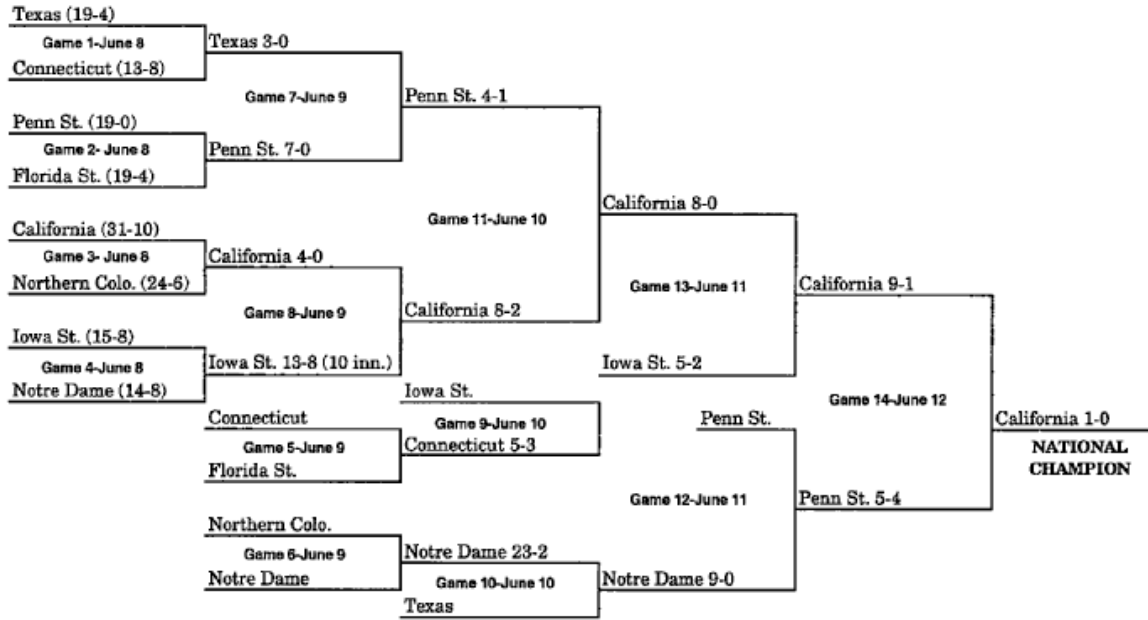 Texas (19-4)
Game 1-June 8
Texas 3-0
Connecticut (13-8)
Game 7-June 9
Penn St. 4-1
Penn St. (19-0)
Game 2- June 8
Penn St. 7-0
Florida St. (19-4)
Game 11-June 10
California 8-0
California (31-10)
Game 3- June 8
California 4-0
Northern Colo. (24-6)
Game 13-June 11
California 9-1
Game 8-June 9
California 8-2
Iowa St. (15-8)
Game 4-June 8
Iowa St. 13-8 (10 inn.)
Iowa St. 5-2
Notre Dame (14-8)
Iowa St.
Game 14-June 12
Connecticut
Game 9-June 10
Penn St.
California 1-0
Game 5-June 9
Connecticut 5-3
NATIONAL
CHAMPION
Florida St.
Game 12-June 11
Penn St. 5-4
Northern Colo.
Game 6-June 9
Notre Dame 23-2
Notre Dame
Game 10-June 10
Notre Dame 9-0
Texas